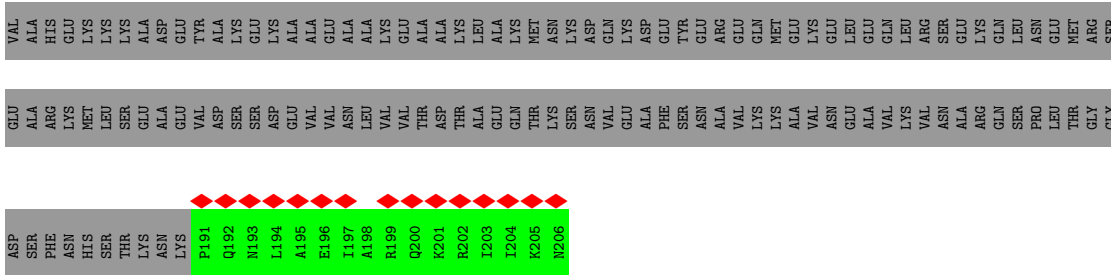 VAL ALA HIS GLU LYS LYS LYS ALA ASP GLU TYR ALA LYS GLU LYS ALA ALA GLU ALA ALA LYS GLU ALA ALA LYS LEU ALA LYS MET ASN LYS ASP GLN LYS ASP GLU TYR GLU ARG GLU GLN MET GLU LYS GLU LEU GLU GLN LEU ARG SER GLU LYS GLN LEU ASN GLU MET ARG SER
GLU ALA ARG LYS MET LEU SER GLU ALA GLU VAL ASP SER SER ASP GLU VAL VAL ASN LEU VAL VAL THR ASP THR ALA GLU GLN THR LYS SER ASN VAL GLU ALA PHE SER ASN ALA VAL LYS LYS ALA VAL ASN GLU ALA VAL LYS VAL ASN ALA ARG GLN SER PRO LEU THR GLY GLY
ASP SER PHE ASN HIS SER THR LYS ASN LYS P191 Q192 N193 L194 A195 E196 I197 A198 R199 Q200 K201 R202 I203 I204 K205 N206